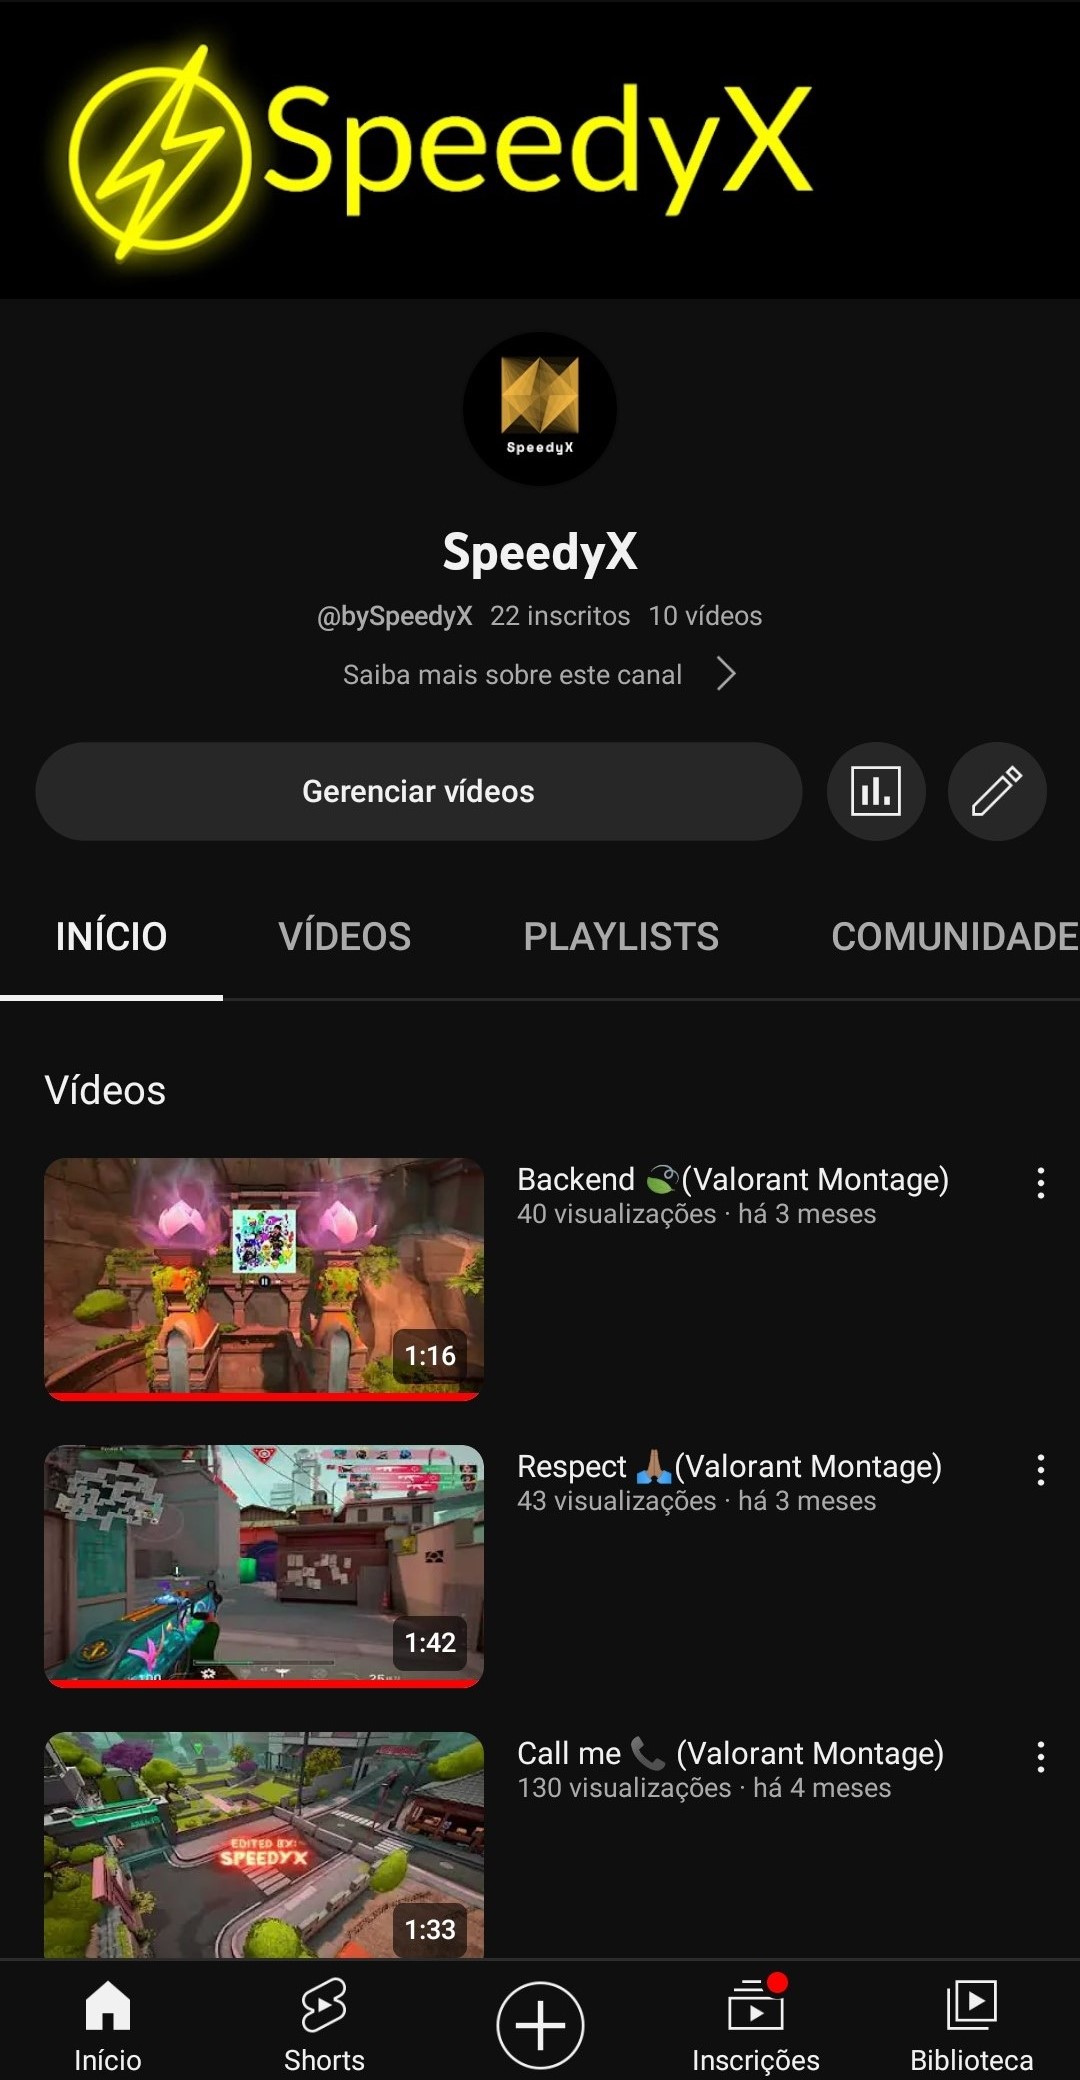 SpeedyX
SpeedyX
SpeedyX
@bySpeedyX 22 inscritos 10 vídeos
Saiba mais sobre este canal
Gerenciar vídeos
INÍCIO VÍDEOS PLAYLISTS COMUNIDADE
Vídeos
Backend 🍃(Valorant Montage)
40 visualizações · há 3 meses
1:16
Respect 🙏🏽(Valorant Montage)
43 visualizações · há 3 meses
100
25
1:42
Call me 📞 (Valorant Montage)
130 visualizações · há 4 meses
EDITED BY:
SPEEDYX
1:33
Início Shorts Inscrições Biblioteca